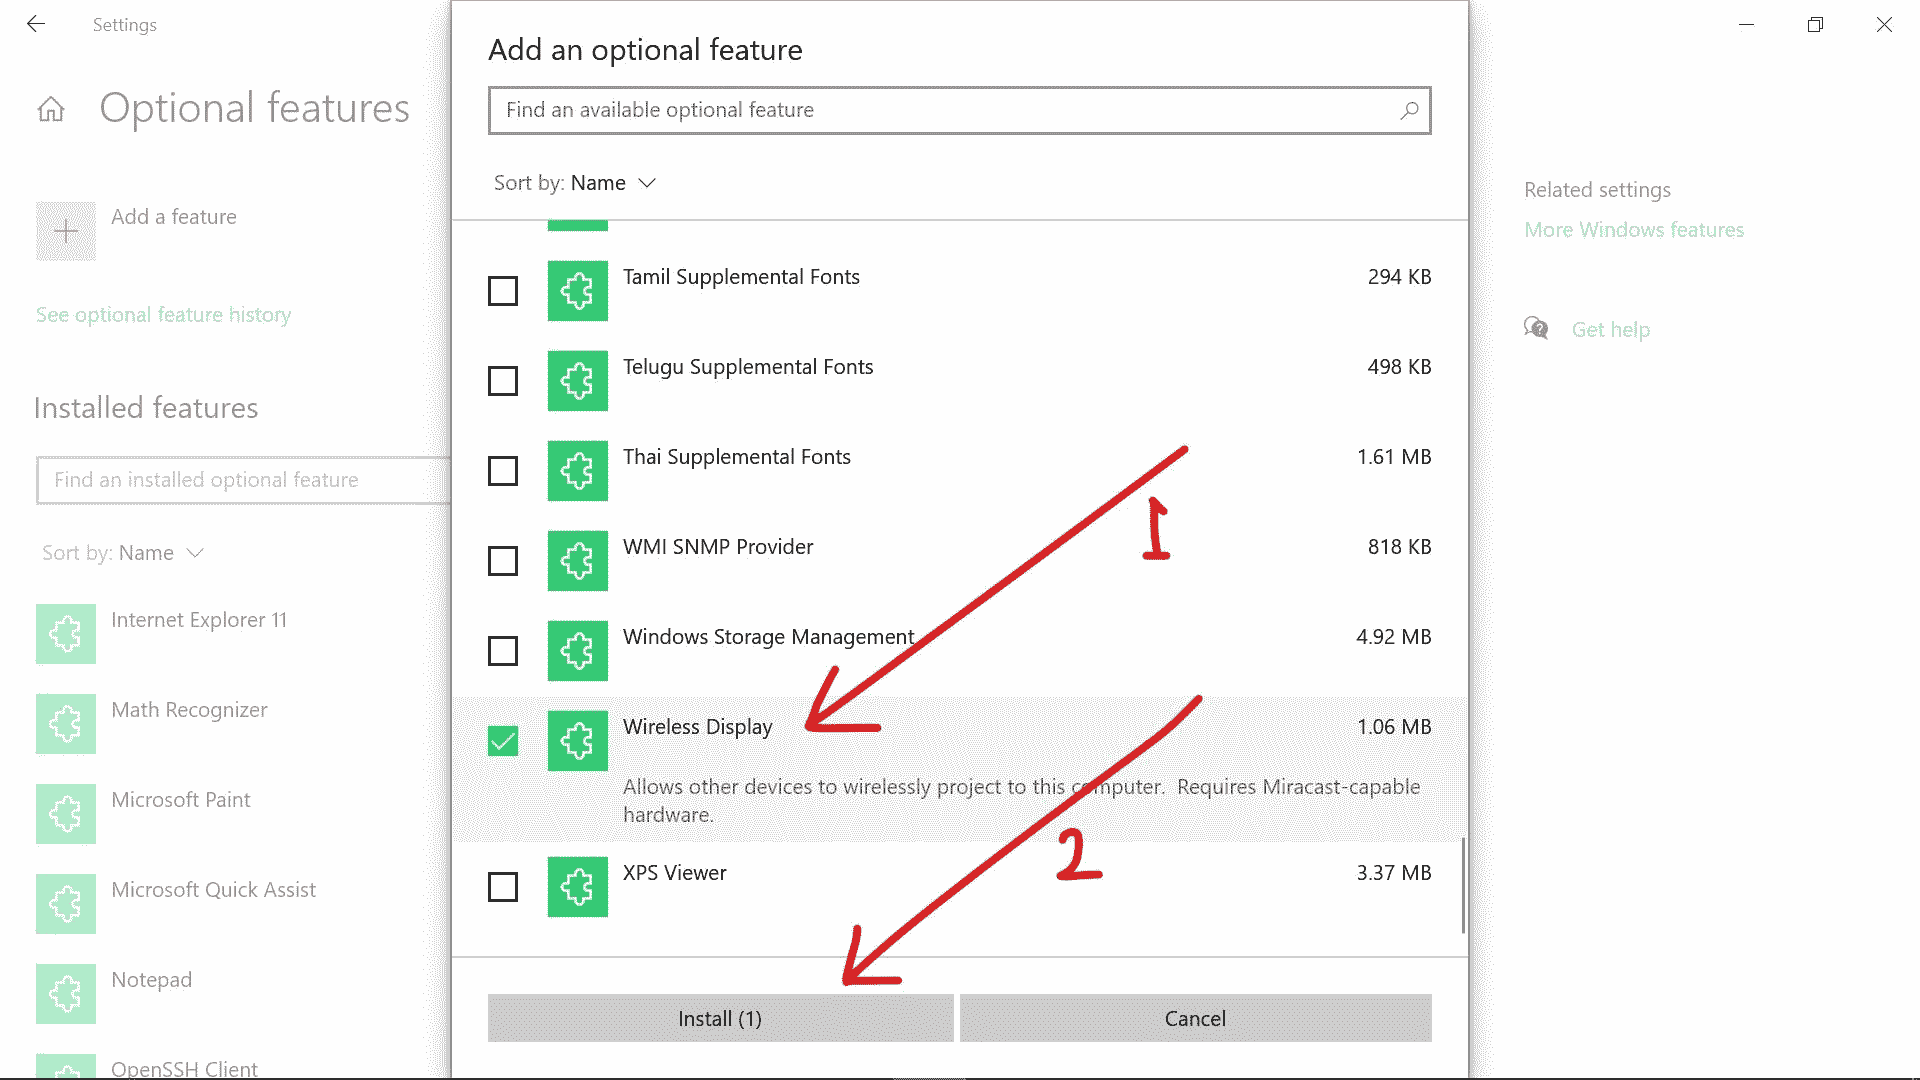 Settings
Optional features
Add a feature
See optional feature history
Installed features
Find an installed optional feature
Sort by: Name
Internet Explorer 11
Math Recognizer
Microsoft Paint
Microsoft Quick Assist
Notepad
OpenSSH Client
Add an optional feature
Find an available optional feature
Sort by: Name
Tamil Supplemental Fonts 294 KB
Telugu Supplemental Fonts 498 KB
Thai Supplemental Fonts 1.61 MB
1
WMI SNMP Provider 818 KB
Windows Storage Management 4.92 MB
Wireless Display 1.06 MB
Allows other devices to wirelessly project to this computer. Requires Miracast-capable
hardware.
2
XPS Viewer 3.37 MB
Install (1) Cancel
Related settings
More Windows features
Get help